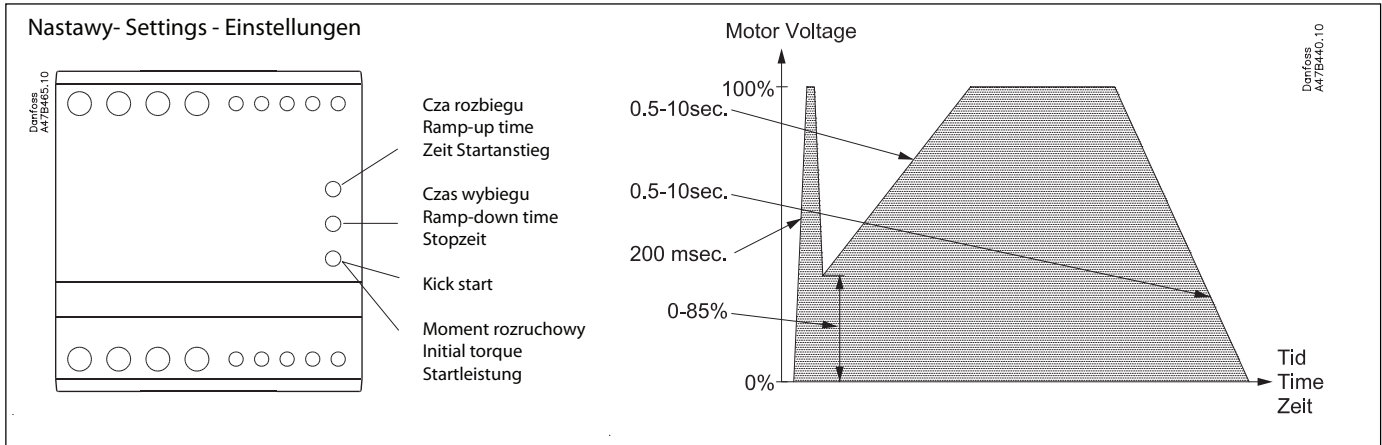 Nastawy- Settings - Einstellungen
Danfoss
A47B465.10
Cza rozbiegu
Ramp-up time
Zeit Startanstieg
Czas wybiegu
Ramp-down time
Stopzeit
Kick start
Moment rozruchowy
Initial torque
Startleistung
Motor Voltage
100%
0.5-10sec.
0.5-10sec.
200 msec.
0-85%
0%
Tid
Time
Zeit
Danfoss
A47B440.10